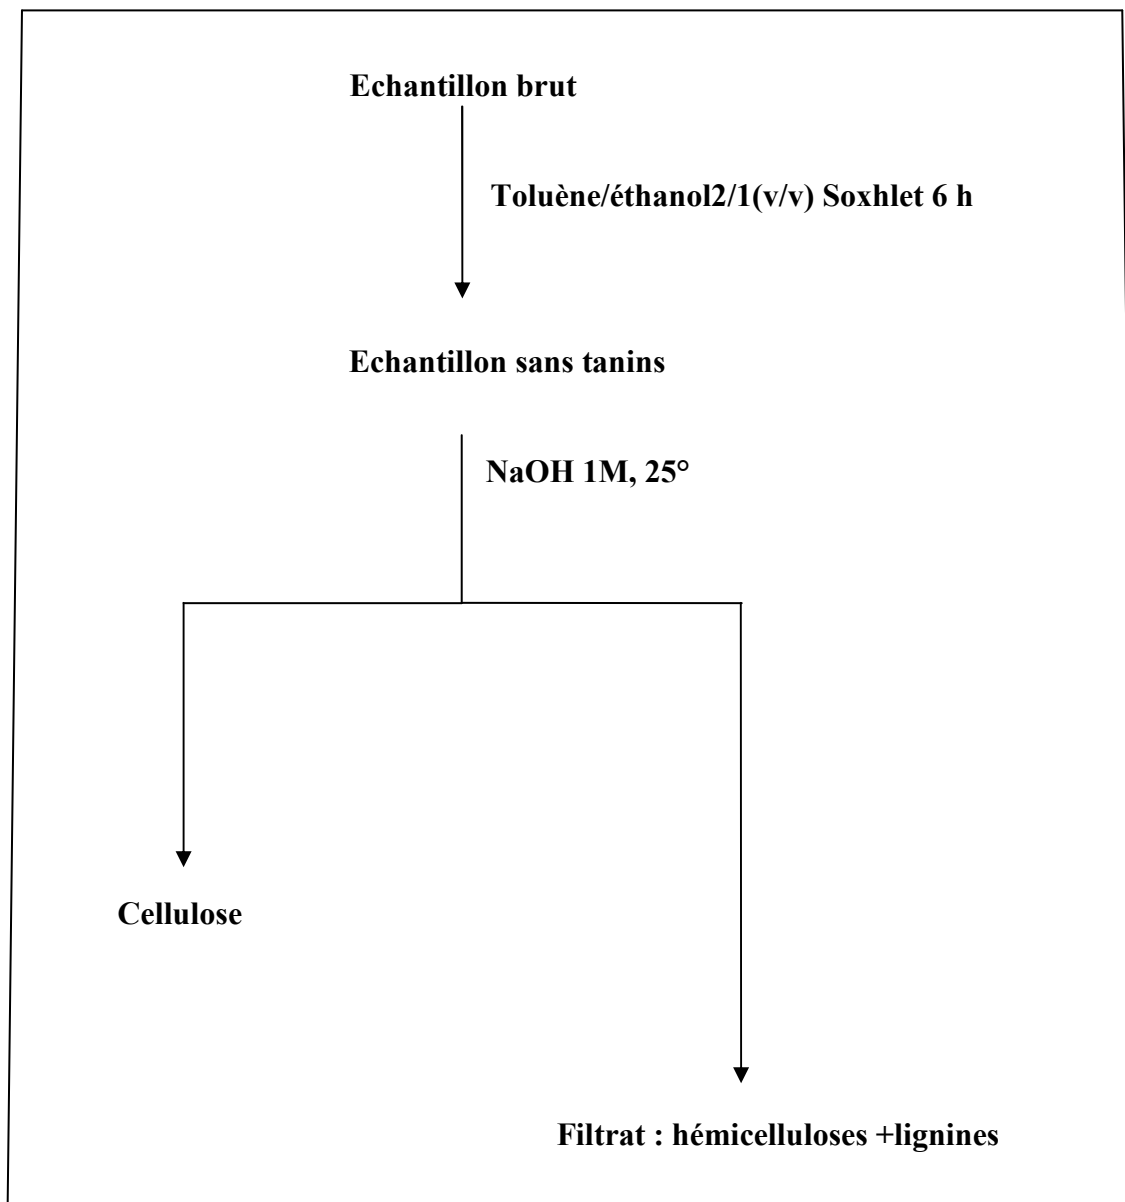 Echantillon brut
Toluène/éthanol2/1(v/v) Soxhlet 6 h
Echantillon sans tanins
NaOH 1M, 25°
Cellulose
Filtrat : hémicelluloses +lignines